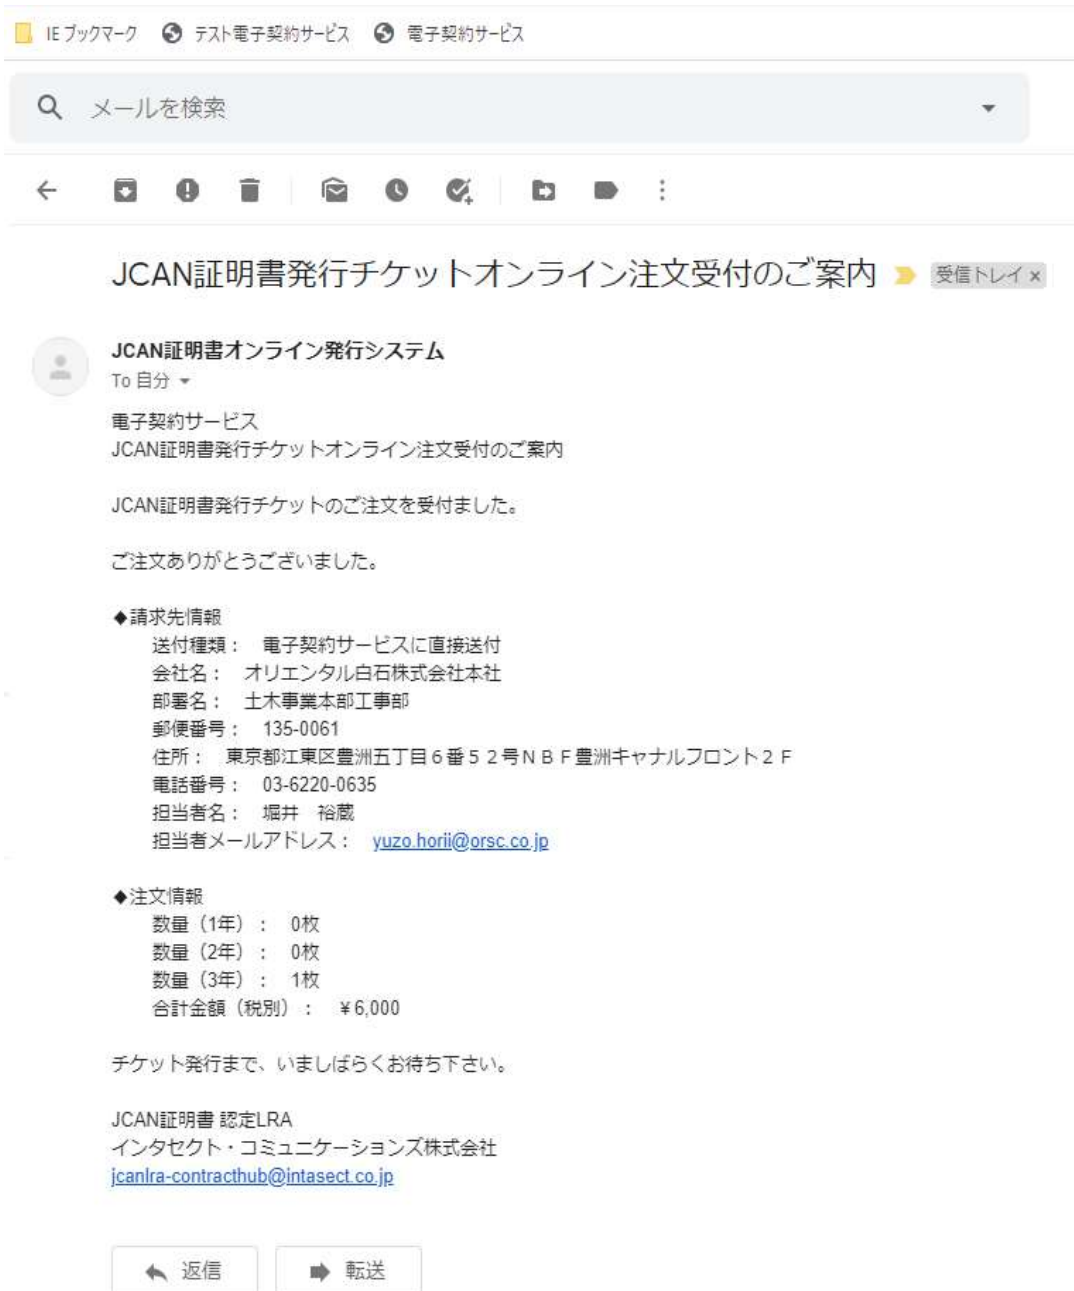 IEブックマーク テスト電子契約サービス 電子契約サービス
メールを検索
JCAN証明書発行チケットオンライン注文受付のご案内 受信トレイ ×
JCAN証明書オンライン発行システム
To 自分
電子契約サービス
JCAN証明書発行チケットオンライン注文受付のご案内
JCAN証明書発行チケットのご注文を受付ました。
ご注文ありがとうございました。
◆請求先情報
送付種類： 電子契約サービスに直接送付
会社名： オリエンタル白石株式会社本社
部署名： 土木事業本部工事部
郵便番号： 135-0061
住所： 東京都江東区豊洲五丁目６番５２号ＮＢＦ豊洲キャナルフロント２Ｆ
電話番号： 03-6220-0635
担当者名： 堀井 裕蔵
担当者メールアドレス： yuzo.horii@orsc.co.jp
◆注文情報
数量（1年）： 0枚
数量（2年）： 0枚
数量（3年）： 1枚
合計金額（税別）： ￥6,000
チケット発行まで、いましばらくお待ち下さい。
JCAN証明書 認定LRA
インタセクト・コミュニケーションズ株式会社
jcanlra-contracthub@intasect.co.jp
返信 転送